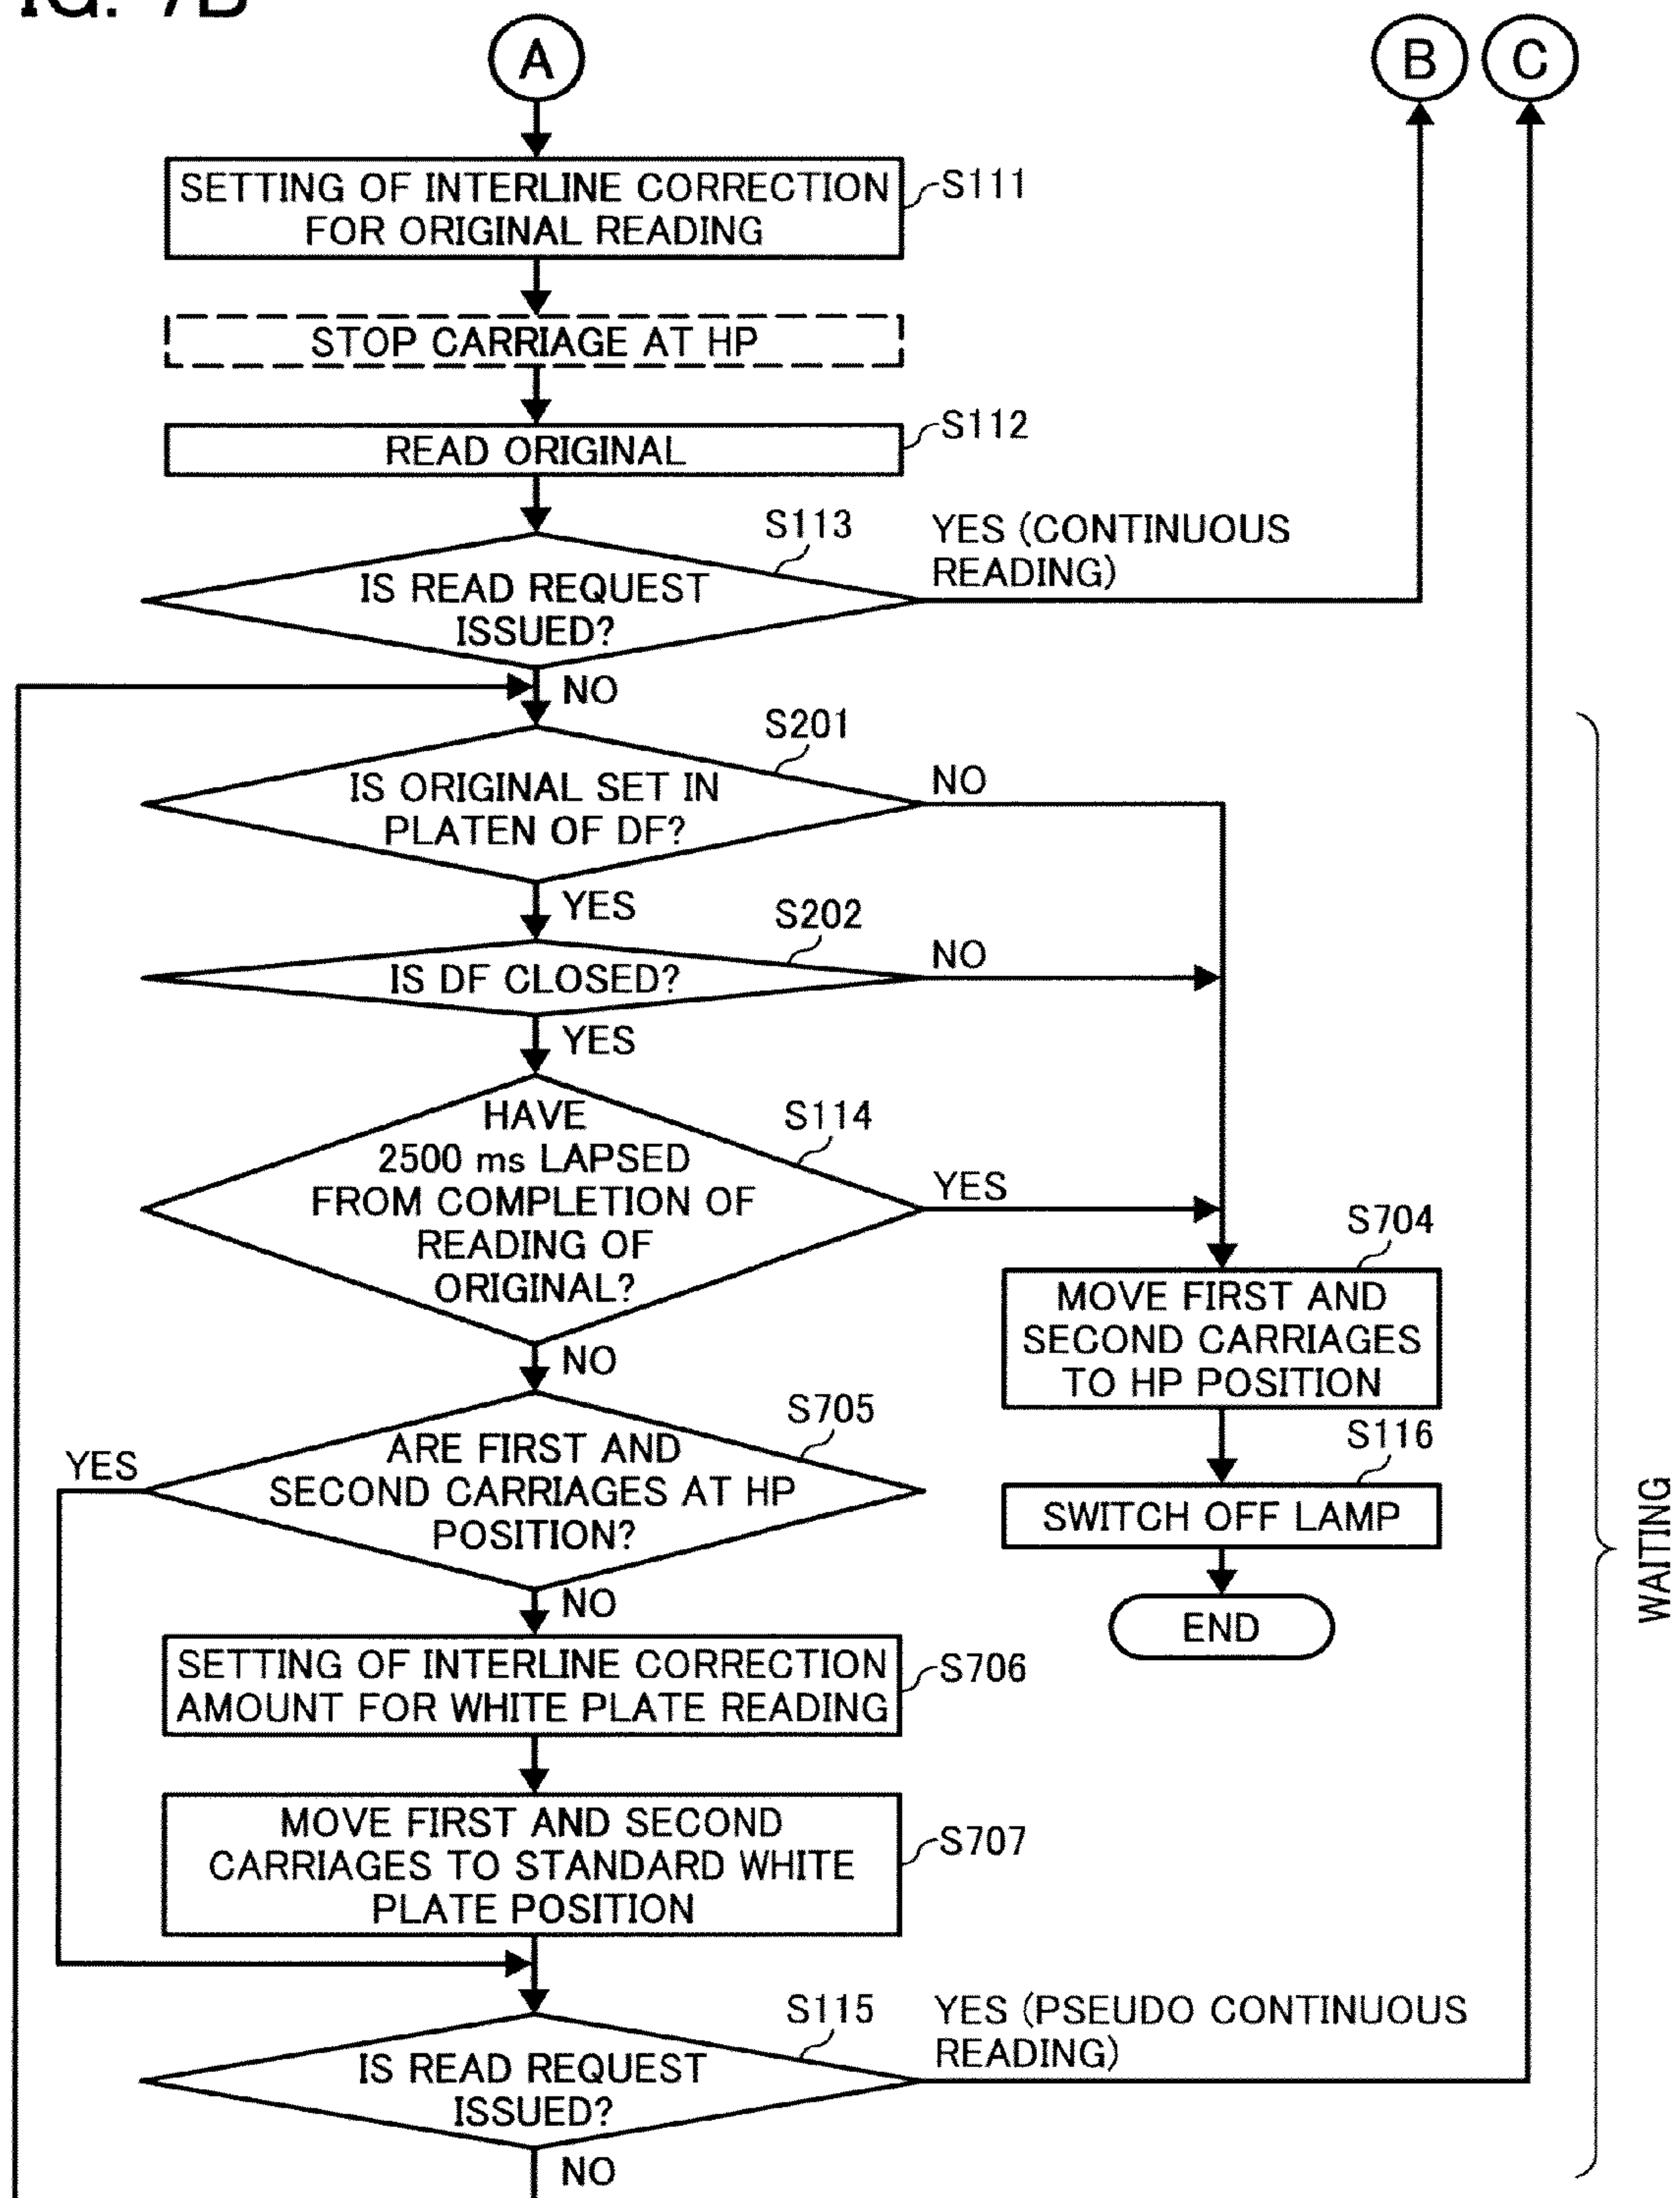 FIG. 7B
A
B
C
SETTING OF INTERLINE CORRECTION
FOR ORIGINAL READING
S111
STOP CARRIAGE AT HP
READ ORIGINAL
S112
IS READ REQUEST
ISSUED?
S113
YES (CONTINUOUS
READING)
NO
IS ORIGINAL SET IN
PLATEN OF DF?
S201
NO
YES
IS DF CLOSED?
S202
NO
YES
HAVE
2500 ms LAPSED
FROM COMPLETION OF
READING OF
ORIGINAL?
S114
YES
NO
S704
MOVE FIRST AND
SECOND CARRIAGES
TO HP POSITION
S116
SWITCH OFF LAMP
END
S705
ARE FIRST AND
SECOND CARRIAGES AT HP
POSITION?
YES
NO
SETTING OF INTERLINE CORRECTION
AMOUNT FOR WHITE PLATE READING
S706
MOVE FIRST AND SECOND
CARRIAGES TO STANDARD WHITE
PLATE POSITION
S707
S115
IS READ REQUEST
ISSUED?
YES (PSEUDO CONTINUOUS
READING)
NO
WAITING